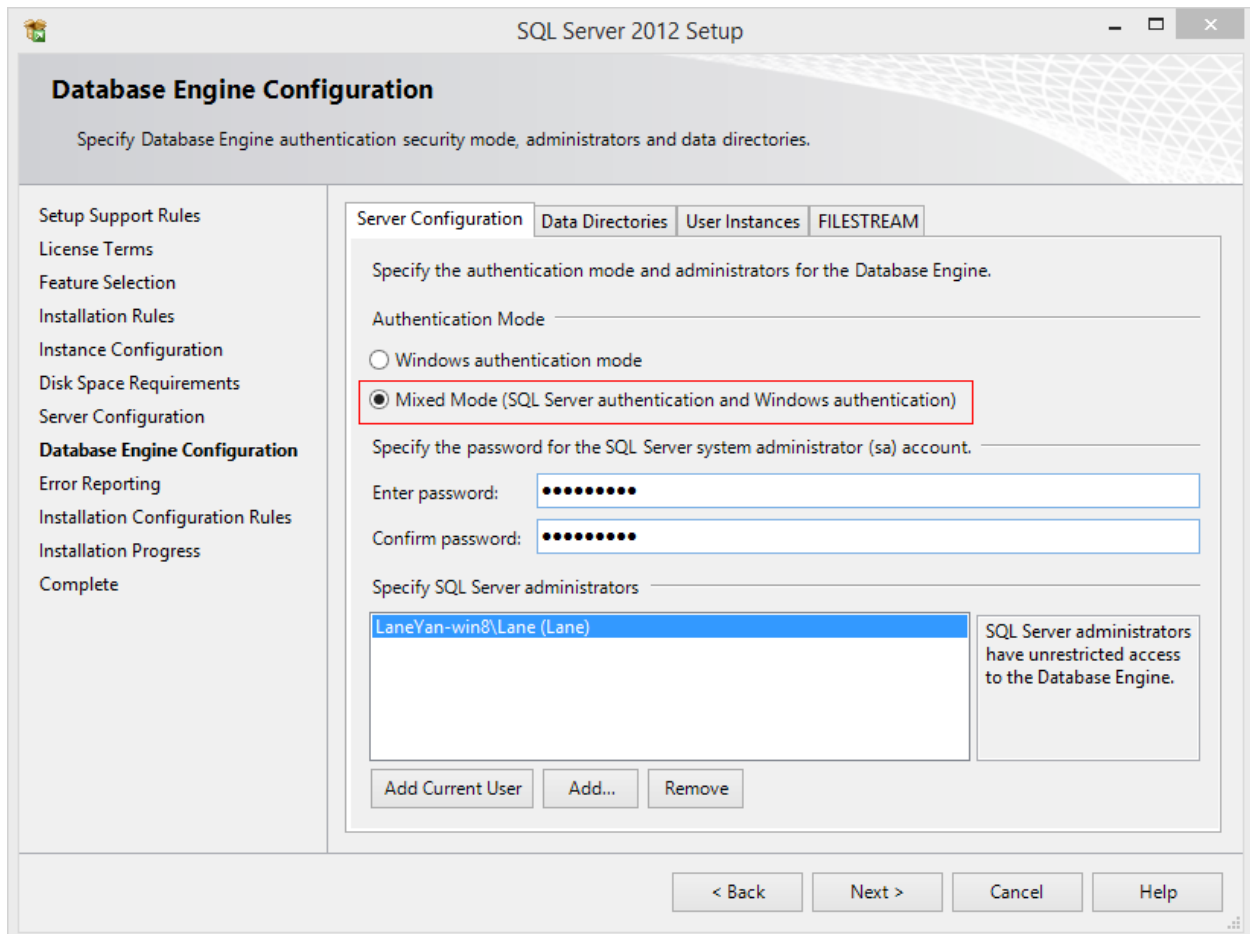 SQL Server 2012 Setup
Database Engine Configuration
Specify Database Engine authentication security mode, administrators and data directories.
Setup Support Rules
License Terms
Feature Selection
Installation Rules
Instance Configuration
Disk Space Requirements
Server Configuration
Database Engine Configuration
Error Reporting
Installation Configuration Rules
Installation Progress
Complete
Server Configuration Data Directories User Instances FILESTREAM
Specify the authentication mode and administrators for the Database Engine.
Authentication Mode
Windows authentication mode
Mixed Mode (SQL Server authentication and Windows authentication)
Specify the password for the SQL Server system administrator (sa) account.
Enter password: ●●●●●●●●●
Confirm password: ●●●●●●●●●
Specify SQL Server administrators
LaneYan-win8\Lane (Lane)
SQL Server administrators
have unrestricted access
to the Database Engine.
Add Current User Add... Remove
< Back Next > Cancel Help